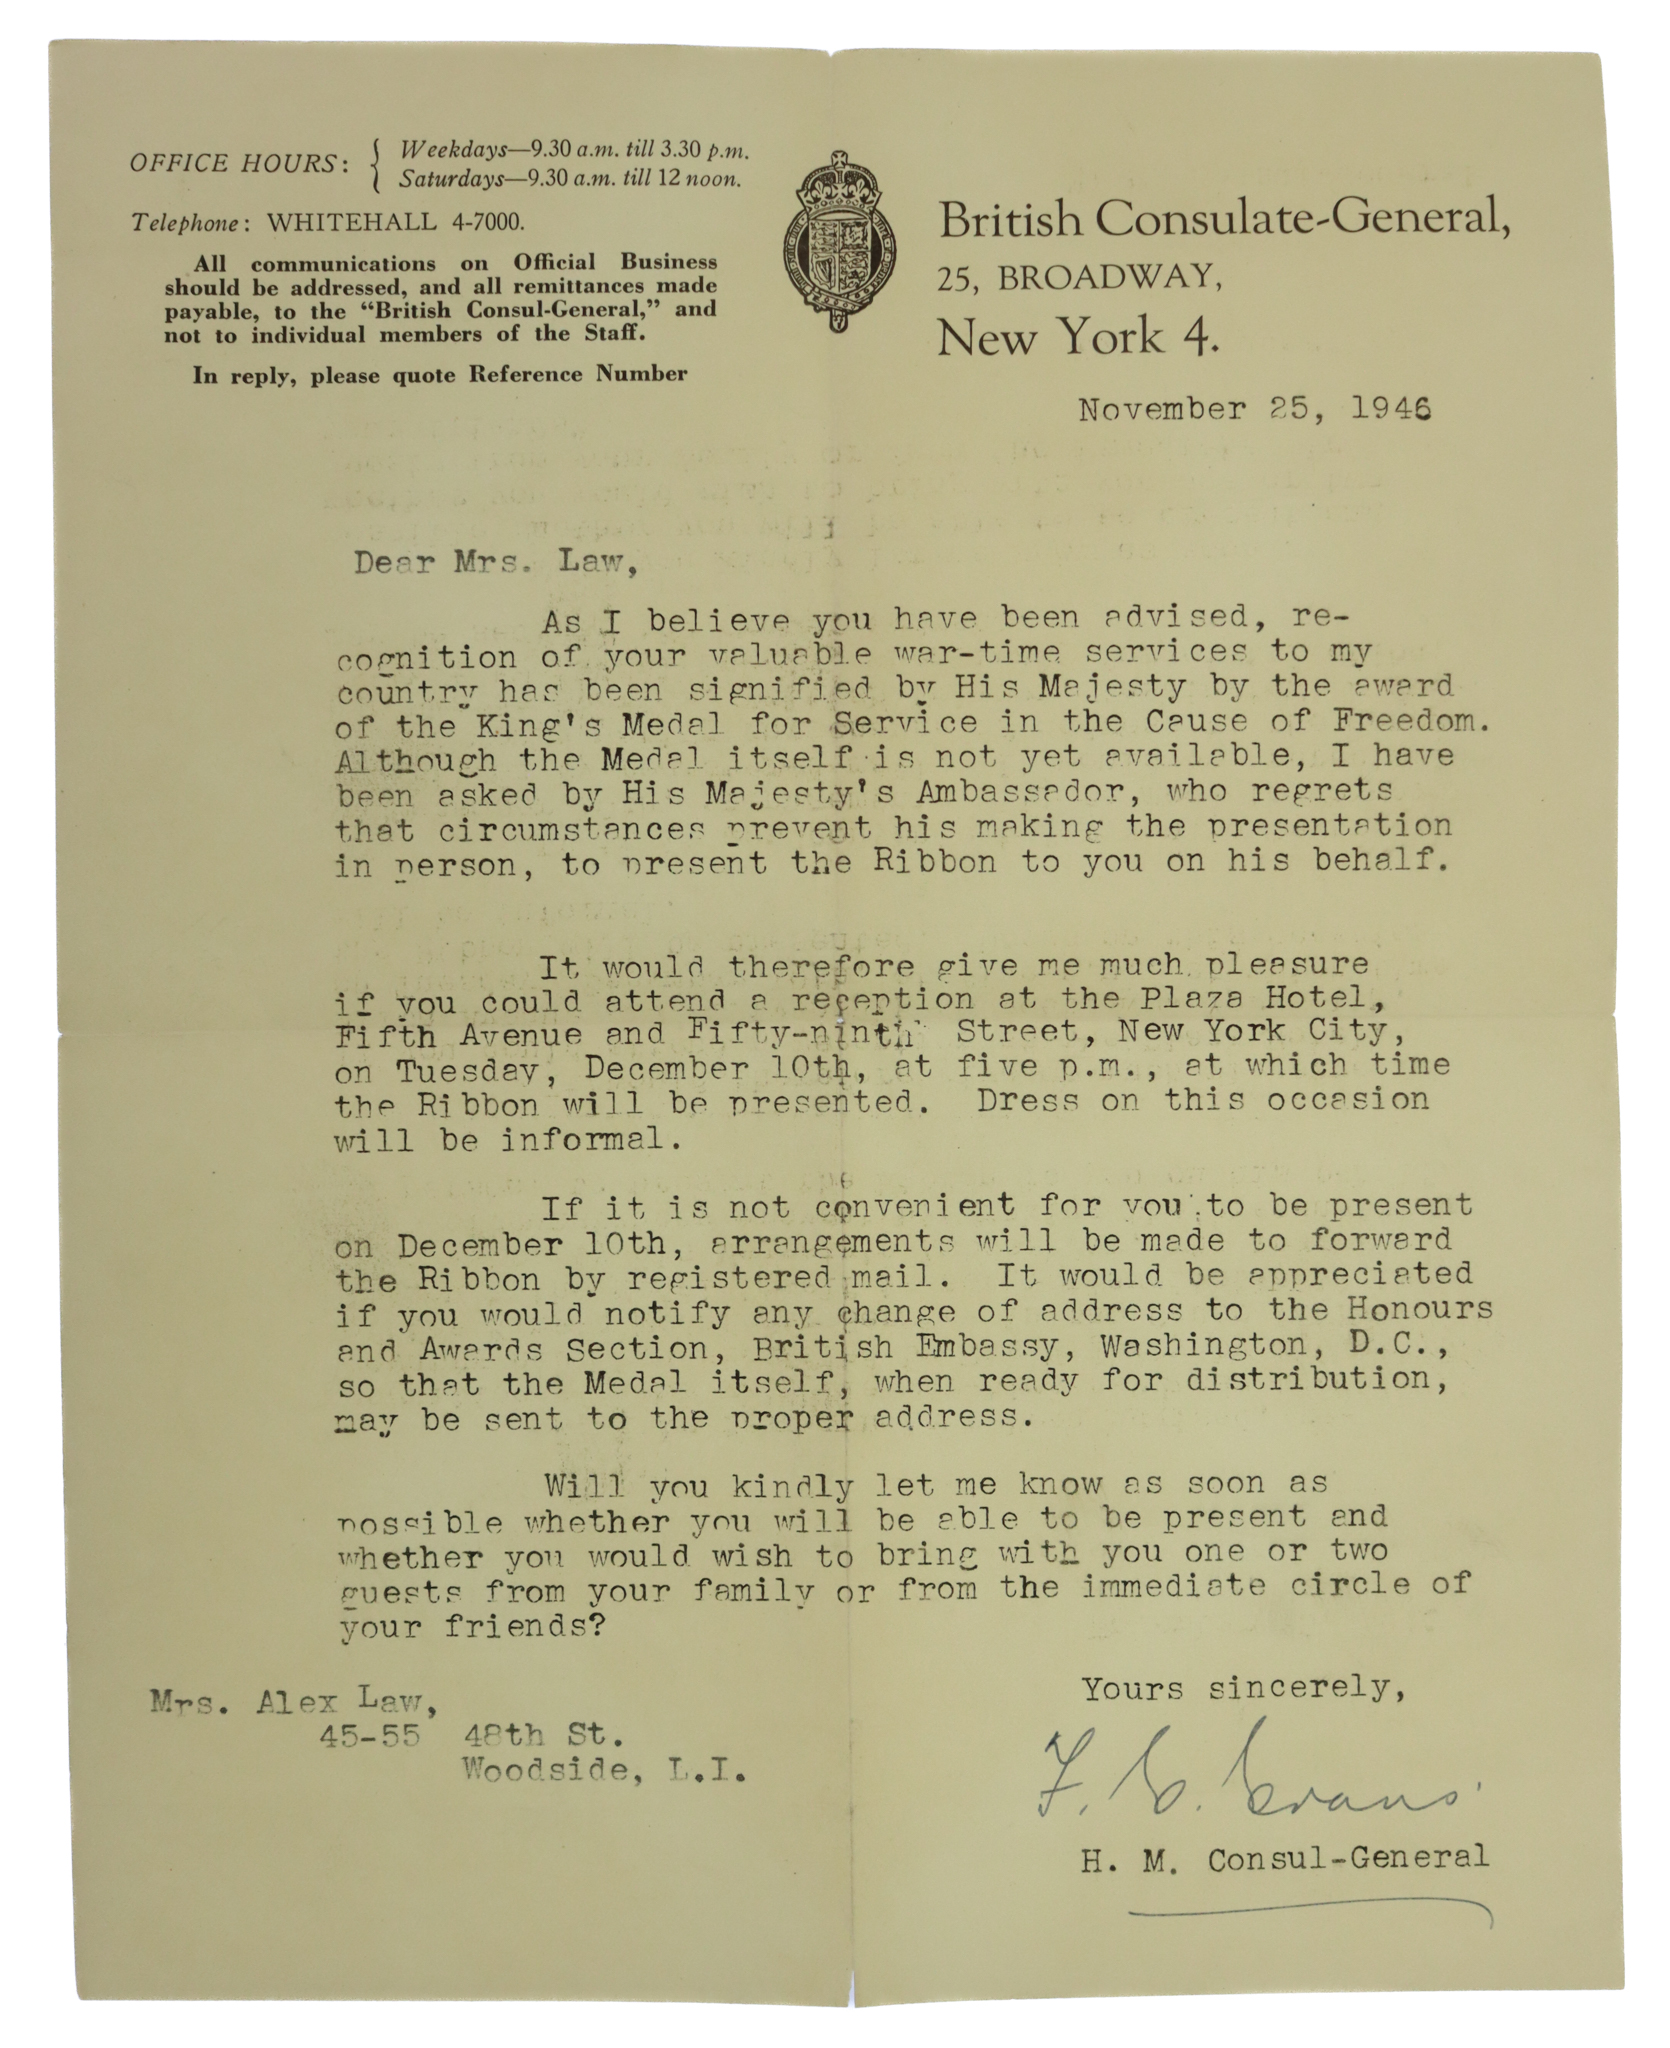 OFFICE HOURS: { Weekdays—9.30 a.m. till 3.30 p.m.
Saturdays—9.30 a.m. till 12 noon.
Telephone: WHITEHALL 4-7000.
All communications on Official Business
should be addressed, and all remittances made
payable, to the “British Consul-General,” and
not to individual members of the Staff.
In reply, please quote Reference Number
British Consulate-General,
25, BROADWAY,
New York 4.
November 25, 1946
Dear Mrs. Law,
As I believe you have been advised, re-
cognition of your valuable war-time services to my
country has been signified by His Majesty by the award
of the King's Medal for Service in the Cause of Freedom.
Although the Medal itself is not yet available, I have
been asked by His Majesty's Ambassador, who regrets
that circumstances prevent his making the presentation
in person, to present the Ribbon to you on his behalf.
It would therefore give me much pleasure
if you could attend a reception at the Plaza Hotel,
Fifth Avenue and Fifty-ninth Street, New York City,
on Tuesday, December 10th, at five p.m., at which time
the Ribbon will be presented. Dress on this occasion
will be informal.
If it is not convenient for you to be present
on December 10th, arrangements will be made to forward
the Ribbon by registered mail. It would be appreciated
if you would notify any change of address to the Honours
and Awards Section, British Embassy, Washington, D.C.,
so that the Medal itself, when ready for distribution,
may be sent to the proper address.
Will you kindly let me know as soon as
possible whether you will be able to be present and
whether you would wish to bring with you one or two
guests from your family or from the immediate circle of
your friends?
Yours sincerely,
F. E. Evans
H. M. Consul-General
Mrs. Alex Law,
45-55 48th St.
Woodside, L.I.